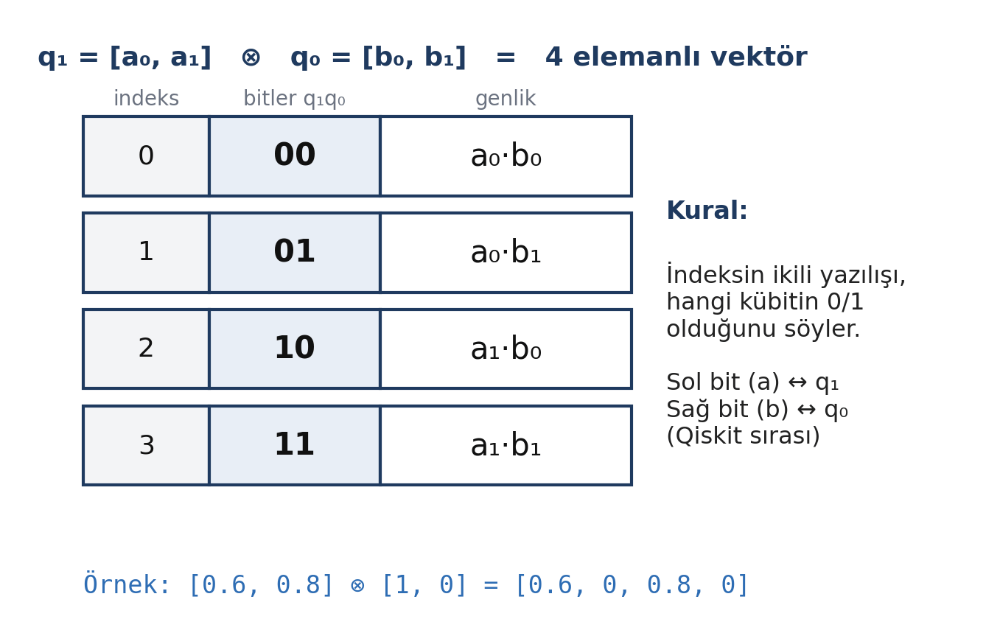 q₁ = [a₀, a₁] ⊗ q₀ = [b₀, b₁] = 4 elemanlı vektör
indeks bitler q₁q₀ genlik
0 00 a₀·b₀
1 01 a₀·b₁
2 10 a₁·b₀
3 11 a₁·b₁
Kural:
İndeksin ikili yazılışı,
hangi kübitin 0/1
olduğunu söyler.
Sol bit (a) ↔ q₁
Sağ bit (b) ↔ q₀
(Qiskit sırası)
Örnek: [0.6, 0.8] ⊗ [1, 0] = [0.6, 0, 0.8, 0]